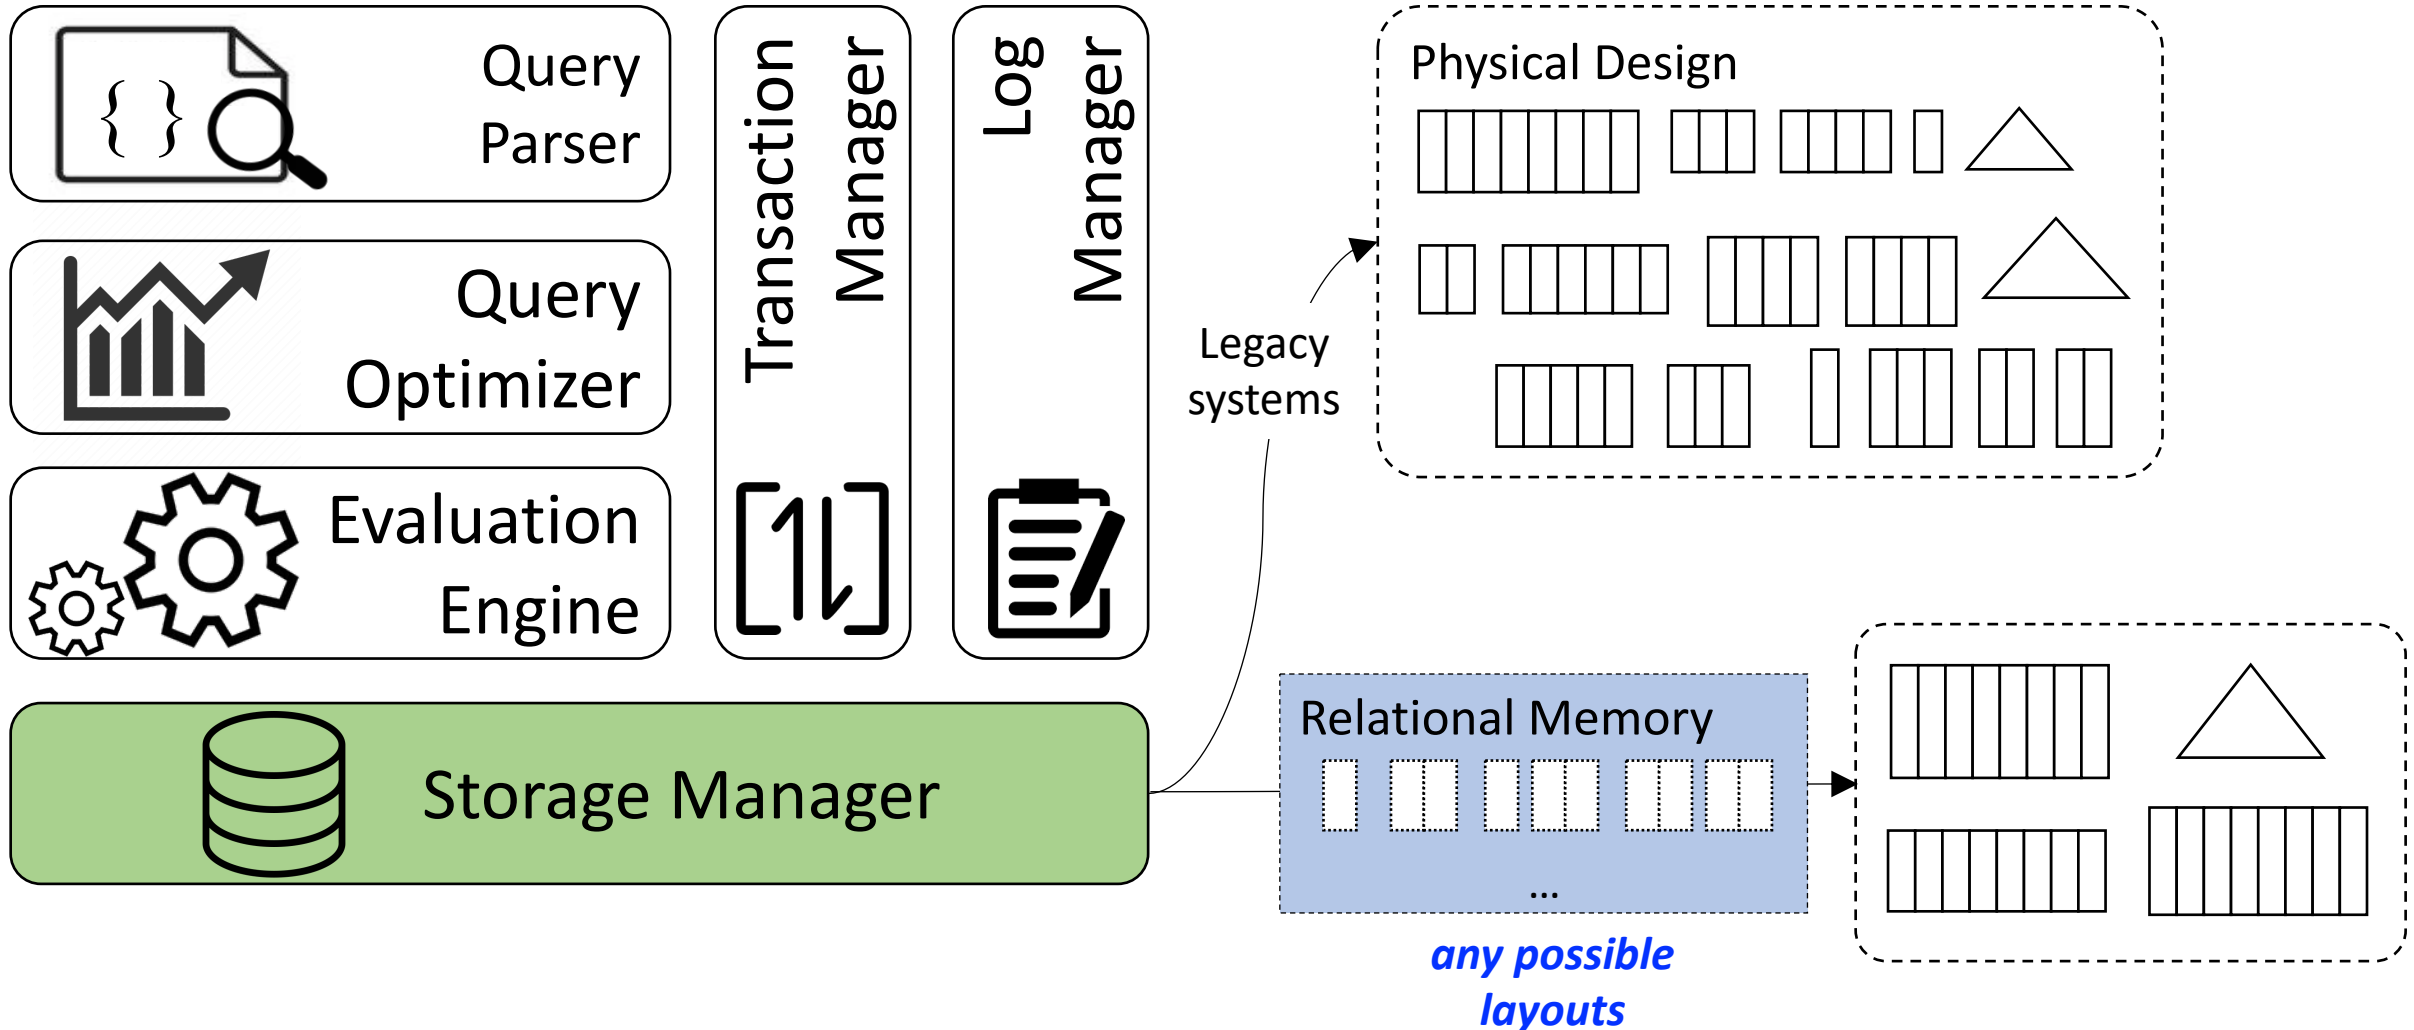 Query
Parser
Query
Optimizer
Evaluation
Engine
Transaction
Manager
Log
Manager
Storage Manager
Legacy
systems
Physical Design
Relational Memory
...
any possible
layouts
{ }